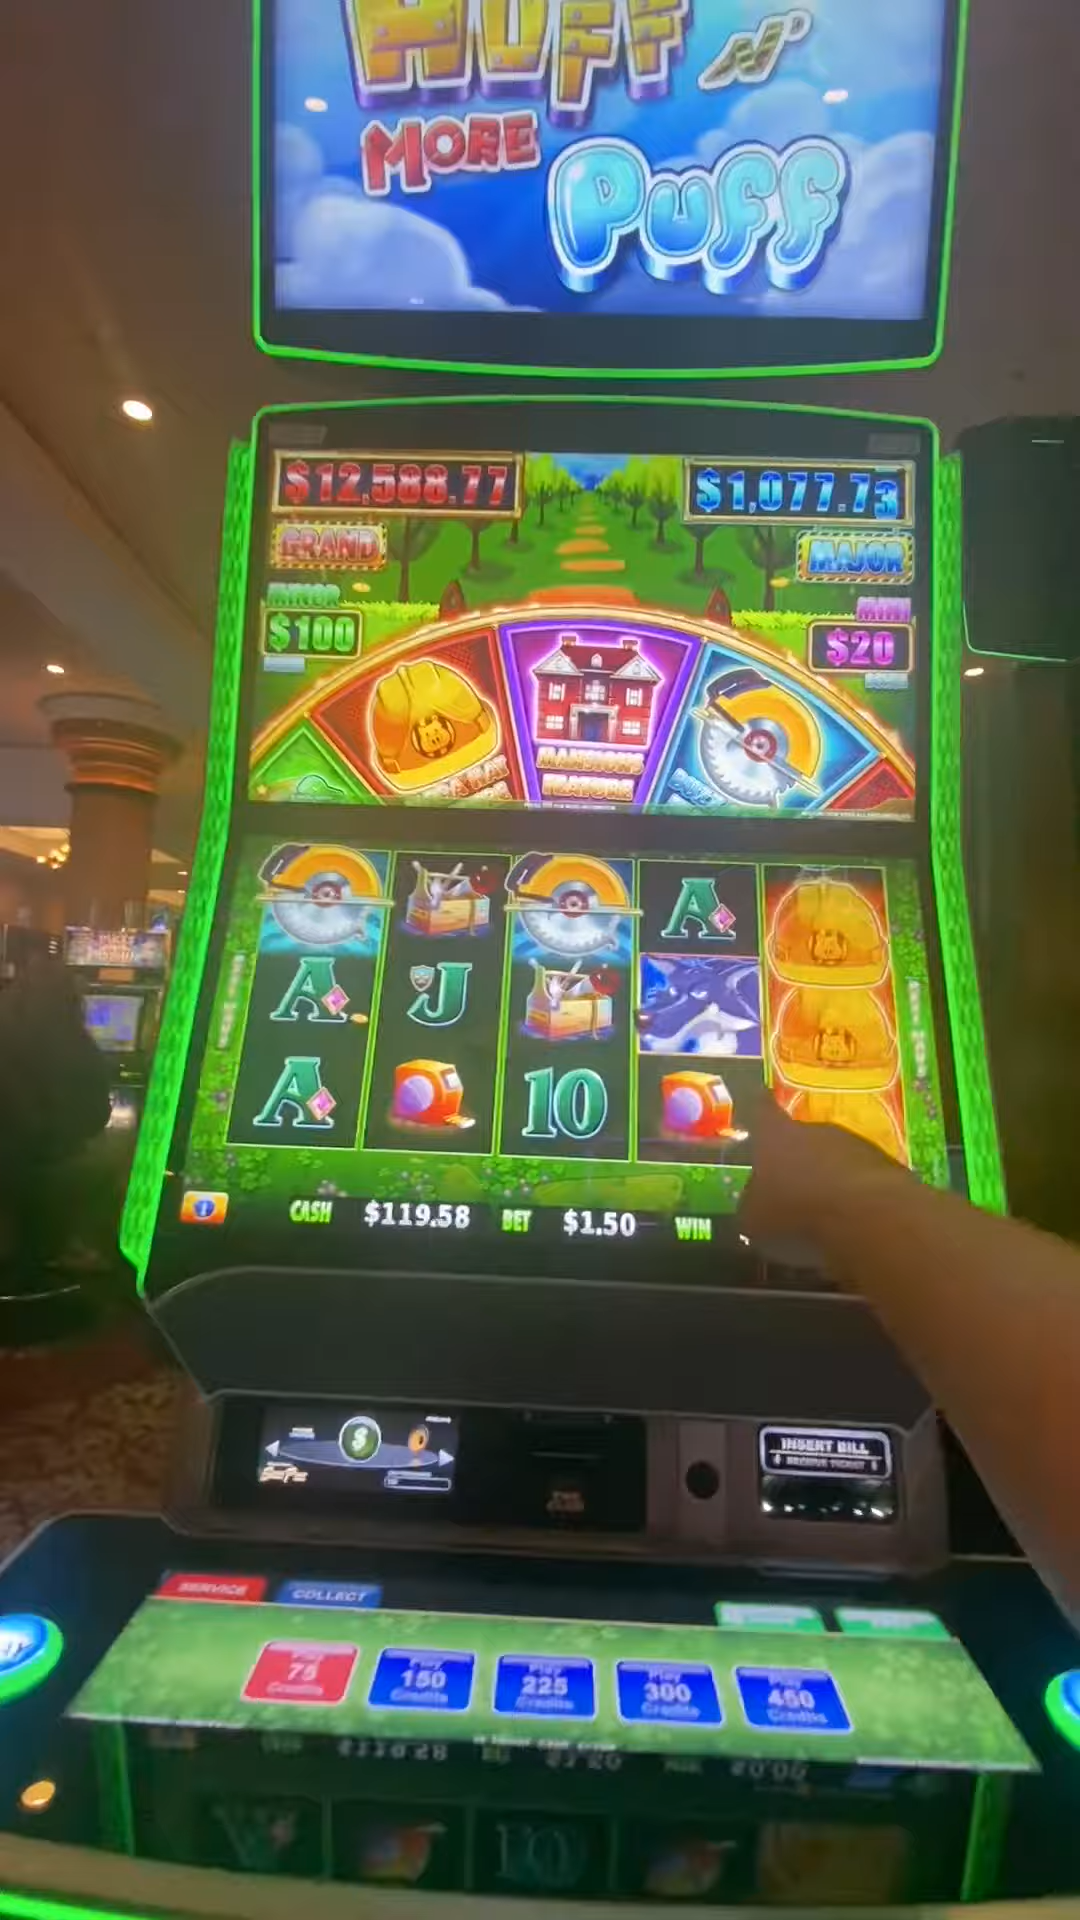 HUFF N'
MORE
PUFF
$12,588.77
$1,077.73
GRAND
MAJOR
MINOR
MINI
$100
$20
MANSIONS
FEATURE
A
A
J
A
10
CASH $119.58 BET $1.50 WIN
$
INSERT BILL
RECEIVE TICKET
SERVICE
COLLECT
Play
75
Credits
Play
150
Credits
Play
225
Credits
Play
300
Credits
Play
450
Credits